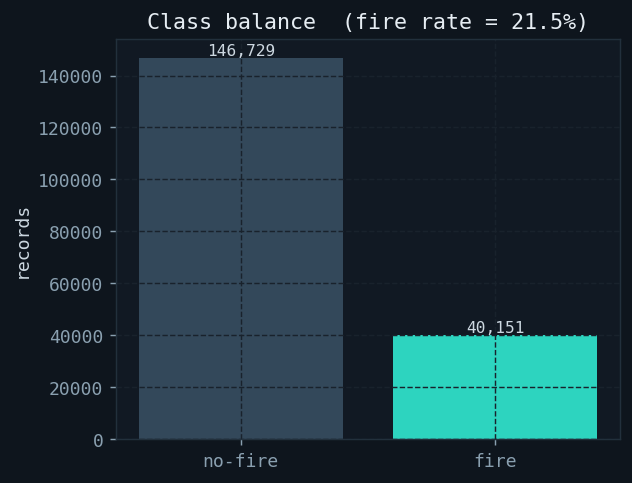 Class balance  (fire rate = 21.5%)
146,729
140000
120000
100000
80000
60000
40000
20000
0
records
40,151
no-fire
fire